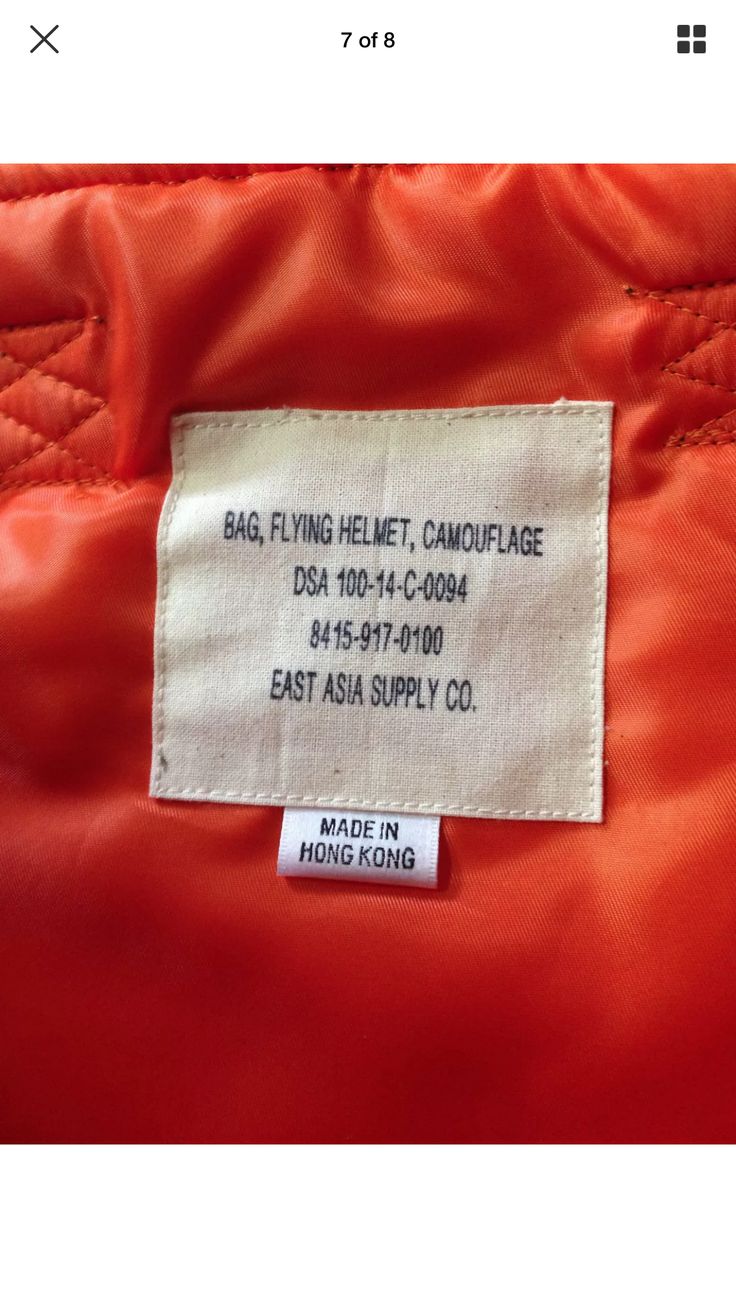 7 of 8
BAG, FLYING HELMET, CAMOUFLAGE
DSA 100-14-C-0094
8415-917-0100
EAST ASIA SUPPLY CO.
MADE IN
HONG KONG